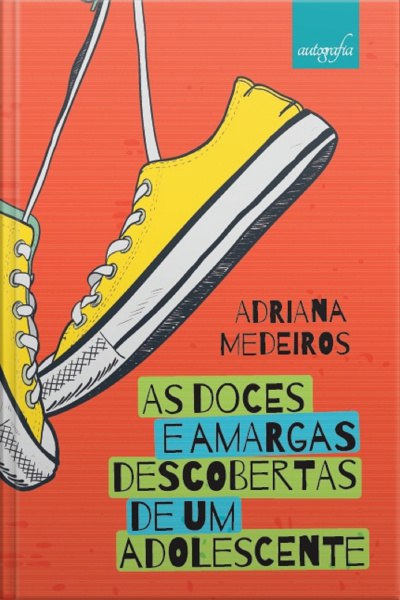 autografia
ADRIANA
MEDEIROS
AS DOCES
E AMARGAS
DESCOBERTAS
DE UM
ADOLESCENTE